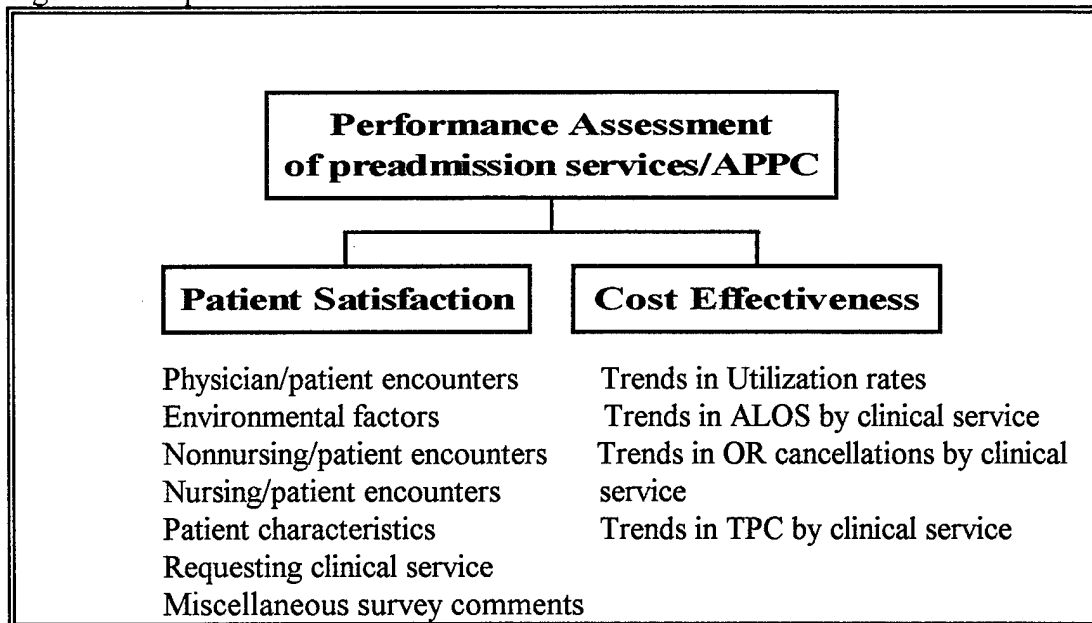 Performance Assessment
of preadmission services/APPC
Patient Satisfaction
Cost Effectiveness
Physician/patient encounters
Environmental factors
Nonnursing/patient encounters
Nursing/patient encounters
Patient characteristics
Requesting clinical service
Miscellaneous survey comments
Trends in Utilization rates
Trends in ALOS by clinical service
Trends in OR cancellations by clinical
service
Trends in TPC by clinical service